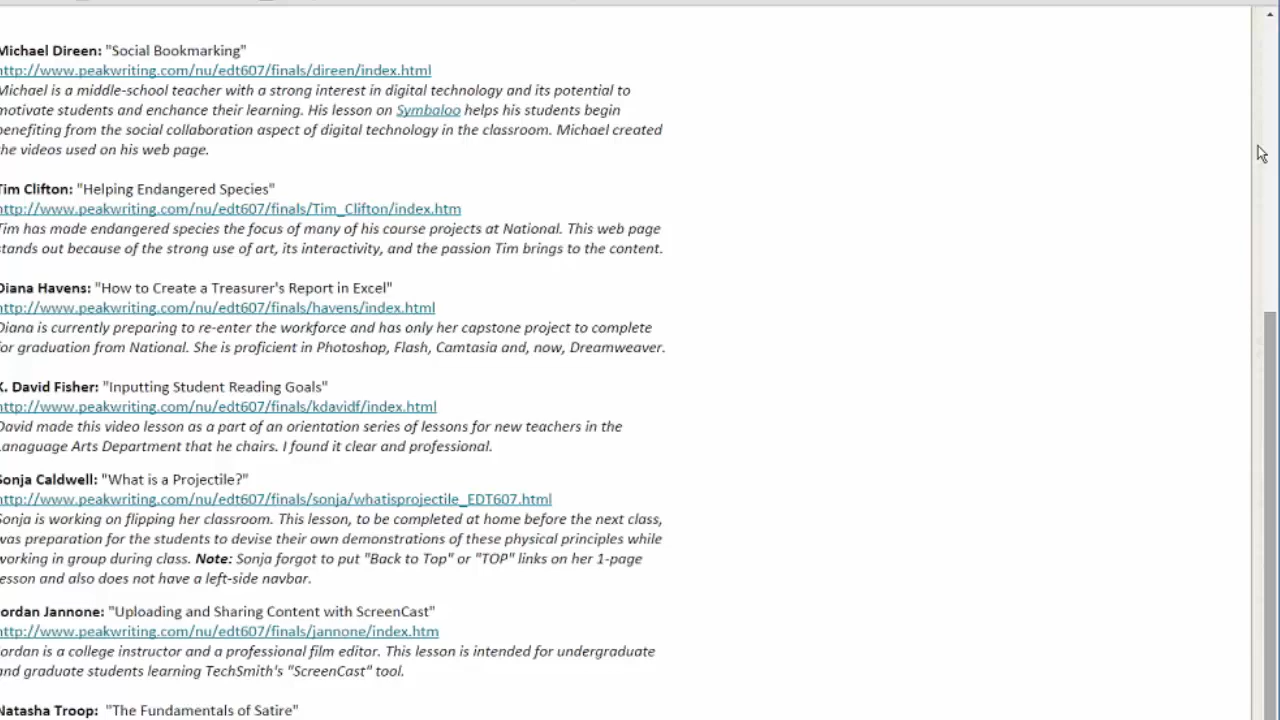 Michael Direen: "Social Bookmarking"
http://www.peakwriting.com/nu/edt607/finals/direen/index.html
Michael is a middle-school teacher with a strong interest in digital technology and its potential to
motivate students and enchance their learning. His lesson on Symbaloo helps his students begin
benefiting from the social collaboration aspect of digital technology in the classroom. Michael created
the videos used on his web page.
Tim Clifton: "Helping Endangered Species"
http://www.peakwriting.com/nu/edt607/finals/Tim_Clifton/index.htm
Tim has made endangered species the focus of many of his course projects at National. This web page
stands out because of the strong use of art, its interactivity, and the passion Tim brings to the content.
Diana Havens: "How to Create a Treasurer's Report in Excel"
http://www.peakwriting.com/nu/edt607/finals/havens/index.html
Diana is currently preparing to re-enter the workforce and has only her capstone project to complete
for graduation from National. She is proficient in Photoshop, Flash, Camtasia and, now, Dreamweaver.
K. David Fisher: "Inputting Student Reading Goals"
http://www.peakwriting.com/nu/edt607/finals/kdavidf/index.html
David made this video lesson as a part of an orientation series of lessons for new teachers in the
Lanaguage Arts Department that he chairs. I found it clear and professional.
Sonja Caldwell: "What is a Projectile?"
http://www.peakwriting.com/nu/edt607/finals/sonja/whatisprojectile_EDT607.html
Sonja is working on flipping her classroom. This lesson, to be completed at home before the next class,
was preparation for the students to devise their own demonstrations of these physical principles while
working in group during class. Note: Sonja forgot to put "Back to Top" or "TOP" links on her 1-page
lesson and also does not have a left-side navbar.
Jordan Jannone: "Uploading and Sharing Content with ScreenCast"
http://www.peakwriting.com/nu/edt607/finals/jannone/index.htm
Jordan is a college instructor and a professional film editor. This lesson is intended for undergraduate
and graduate students learning TechSmith's "ScreenCast" tool.
Natasha Troop: "The Fundamentals of Satire"